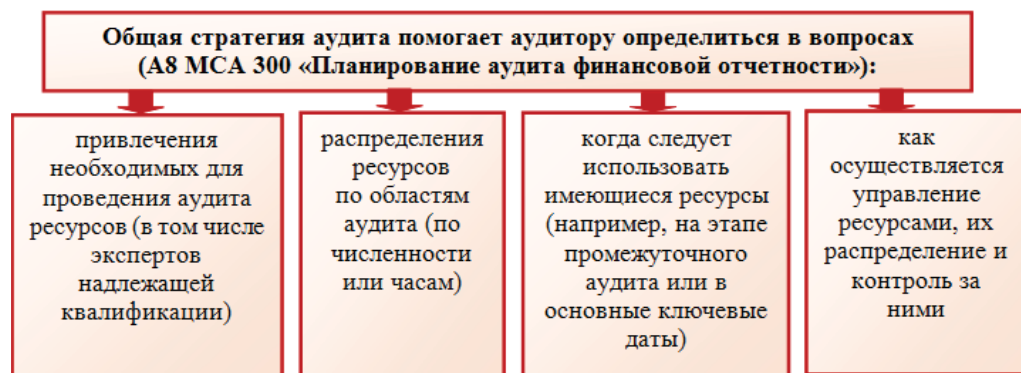 Общая стратегия аудита помогает аудитору определиться в вопросах
(А8 МСА 300 «Планирование аудита финансовой отчетности»):
привлечения
необходимых для
проведения аудита
ресурсов (в том числе
экспертов
надлежащей
квалификации)
распределения
ресурсов
по областям
аудита (по
численности
или часам)
когда следует
использовать
имеющиеся ресурсы
(например, на этапе
промежуточного
аудита или в
основные ключевые
даты)
как
осуществляется
управление
ресурсами, их
распределение и
контроль за
ними